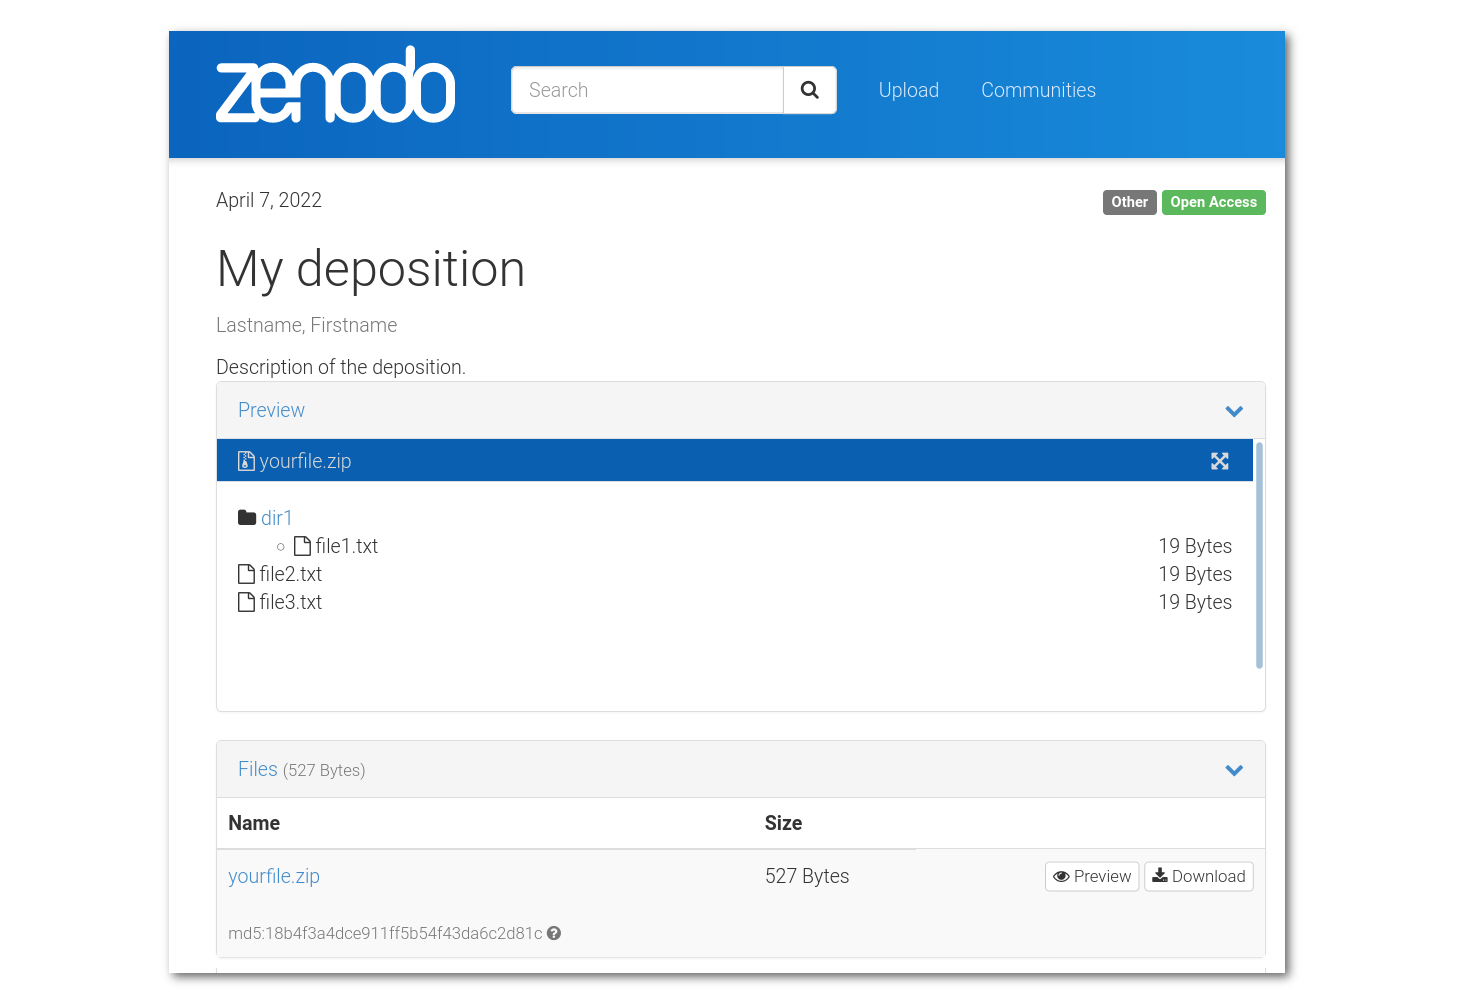 zenodo
Search
Upload Communities
April 7, 2022
Other Open Access
My deposition
Lastname, Firstname
Description of the deposition.
Preview
yourfile.zip
dir1
file1.txt 19 Bytes
file2.txt 19 Bytes
file3.txt 19 Bytes
Files (527 Bytes)
Name Size
yourfile.zip 527 Bytes Preview Download
md5:18b4f3a4dce911ff5b54f43da6c2d81c